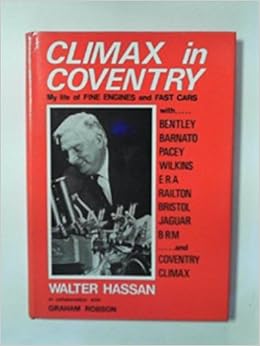 CLIMAX in
COVENTRY
My life of FINE ENGINES and FAST CARS
with.....
BENTLEY
BARNATO
PACEY
WILKINS
E R A
RAILTON
BRISTOL
JAGUAR
B R M
.....and
COVENTRY
CLIMAX
WALTER HASSAN
in collaboration with
GRAHAM ROBSON